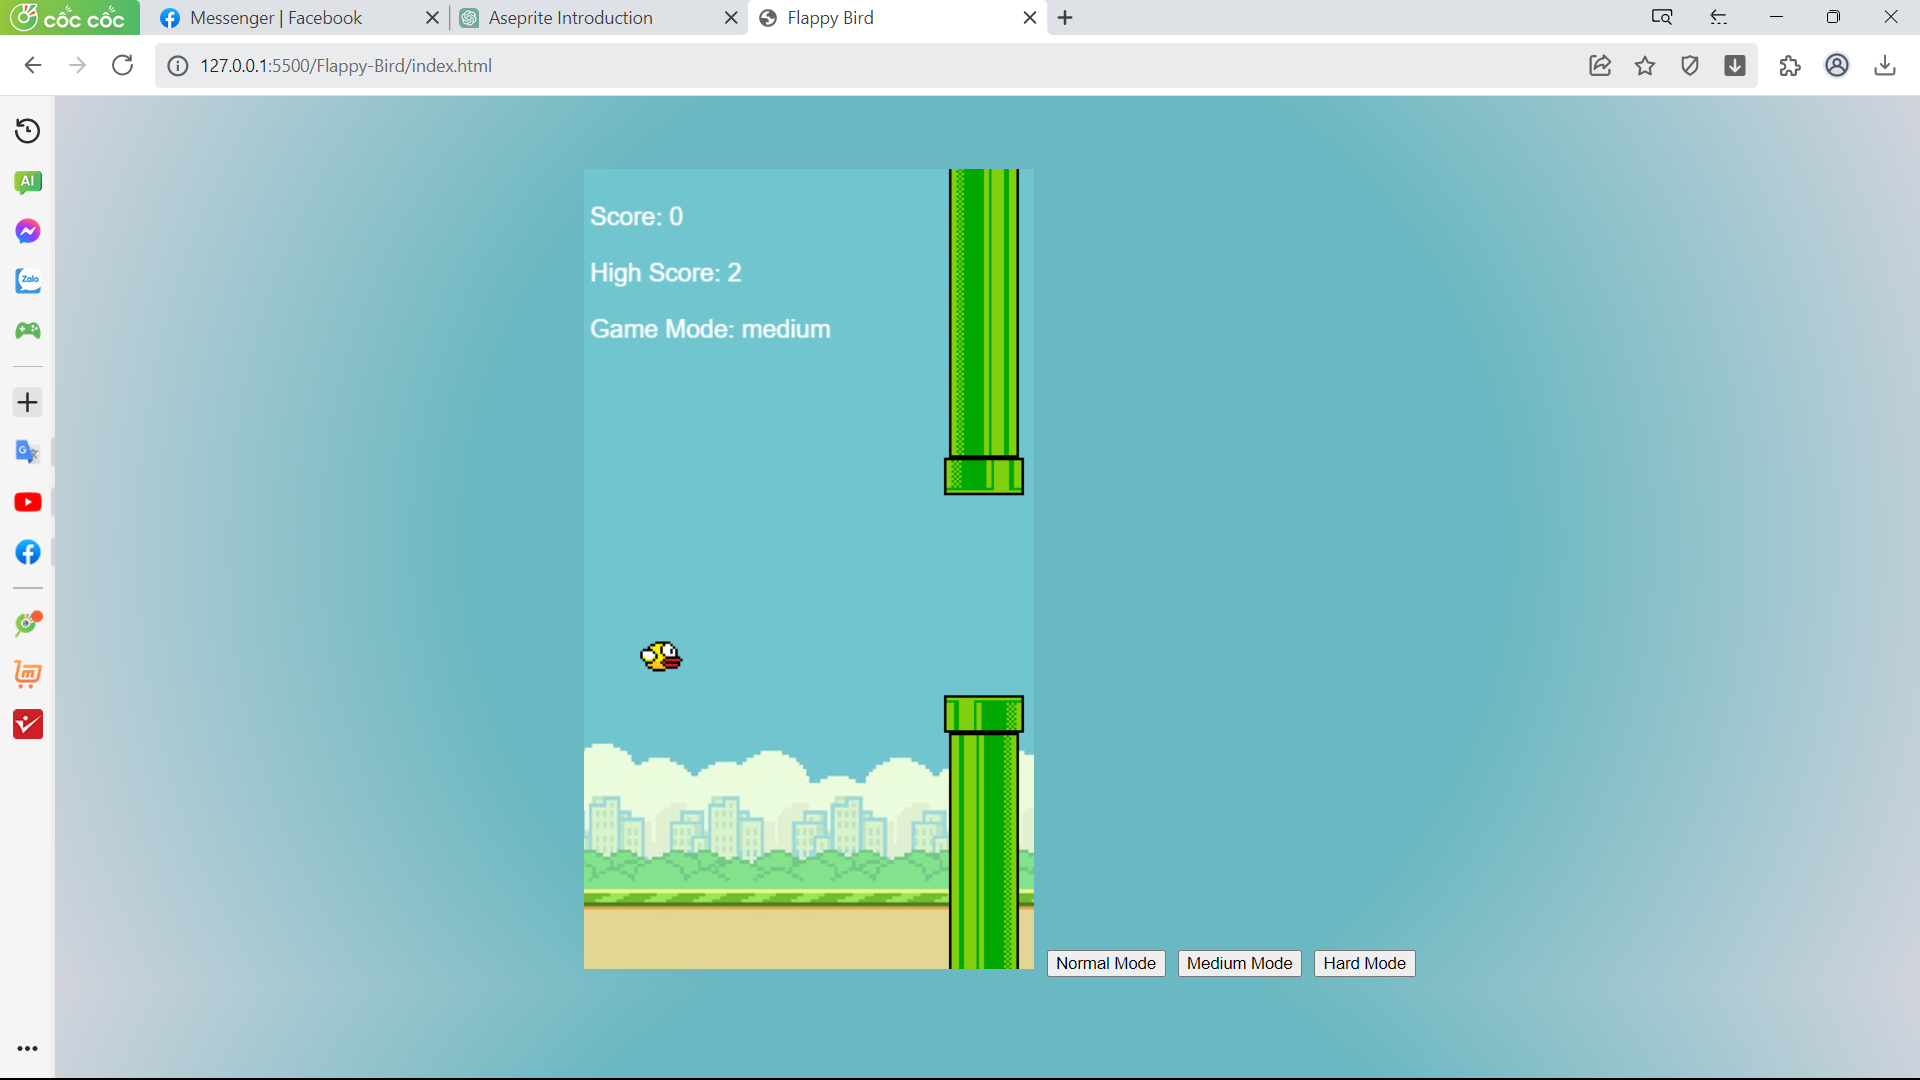 cốc cốc
Messenger | Facebook
Aseprite Introduction
Flappy Bird
127.0.0.1:5500/Flappy-Bird/index.html
AI
Zalo
G
Score: 0
High Score: 2
Game Mode: medium
Normal Mode
Medium Mode
Hard Mode